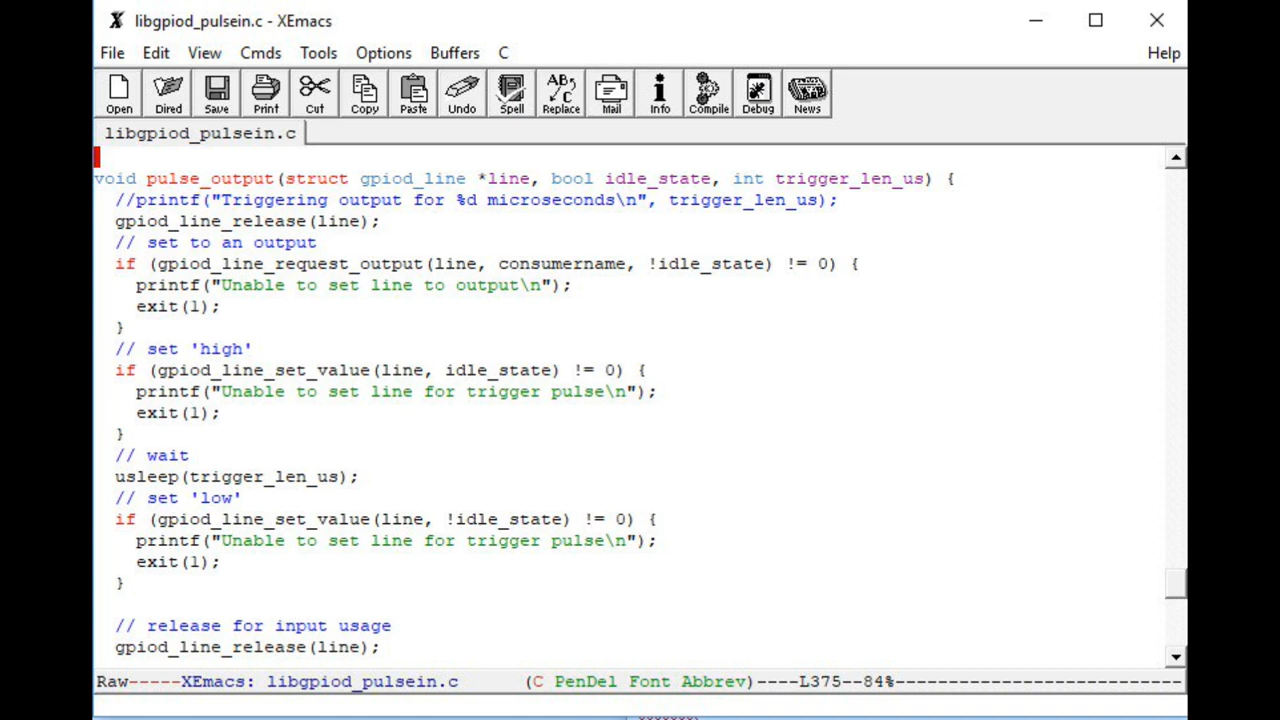 libgpiod_pulsein.c - XEmacs
File Edit View Cmds Tools Options Buffers C Help
Open Dired Save Print Cut Copy Paste Undo Spell Replace Mail Info Compile Debug News
libgpiod_pulsein.c
void pulse_output(struct gpiod_line *line, bool idle_state, int trigger_len_us) {
  //printf("Triggering output for %d microseconds\n", trigger_len_us);
  gpiod_line_release(line);
  // set to an output
  if (gpiod_line_request_output(line, consumername, !idle_state) != 0) {
    printf("Unable to set line to output\n");
    exit(1);
  }
  // set 'high'
  if (gpiod_line_set_value(line, idle_state) != 0) {
    printf("Unable to set line for trigger pulse\n");
    exit(1);
  }
  // wait
  usleep(trigger_len_us);
  // set 'low'
  if (gpiod_line_set_value(line, !idle_state) != 0) {
    printf("Unable to set line for trigger pulse\n");
    exit(1);
  }
  // release for input usage
  gpiod_line_release(line);
Raw-----XEmacs: libgpiod_pulsein.c      (C PenDel Font Abbrev)----L375--84%---------------------------